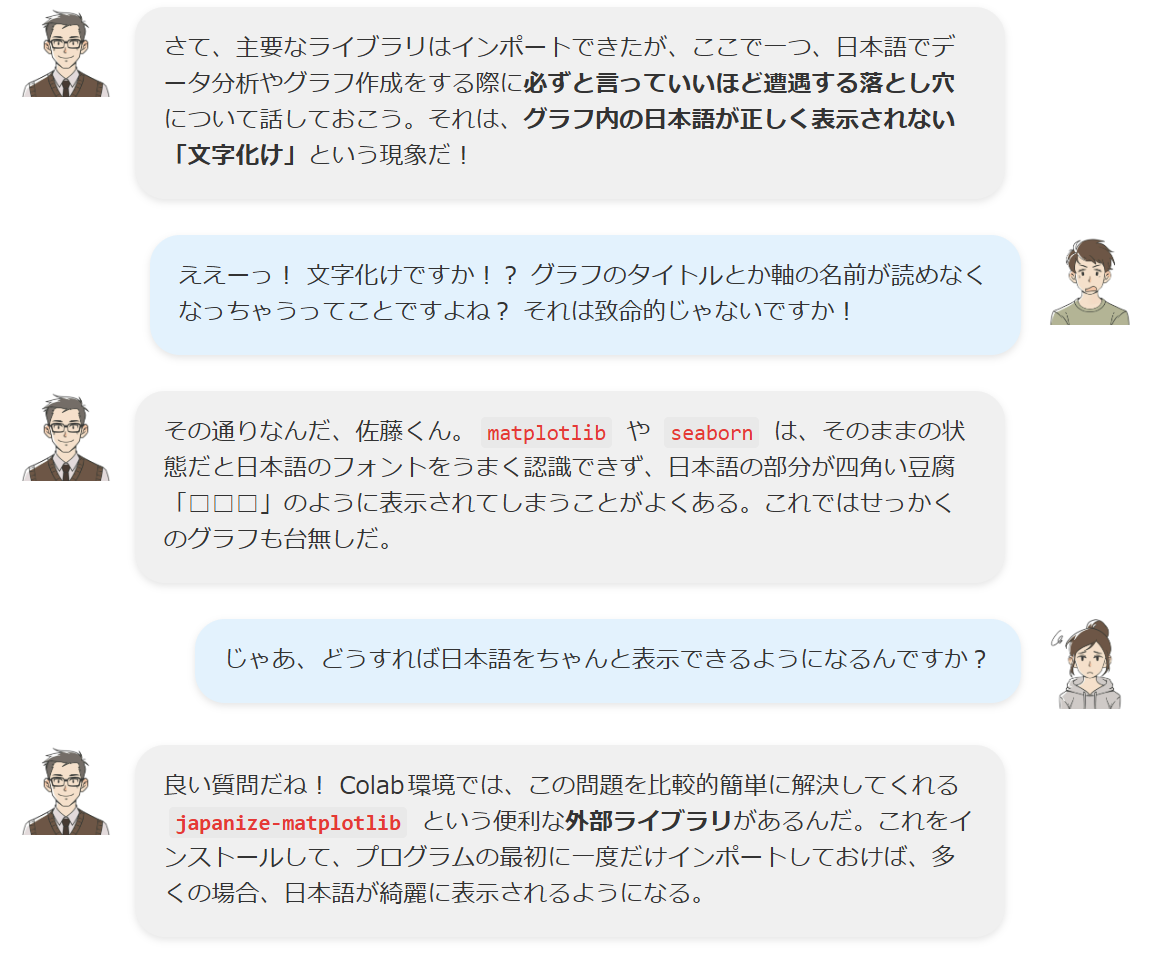 さて、主要なライブラリはインポートできたが、ここで一つ、日本語でデ
ータ分析やグラフ作成をする際に必ずと言っていいほど遭遇する落とし穴
について話しておこう。それは、グラフ内の日本語が正しく表示されない
「文字化け」という現象だ！
ええーっ！ 文字化けですか！？ グラフのタイトルとか軸の名前が読めなく
なっちゃうってことですよね？ それは致命的じゃないですか！
その通りなんだ、佐藤くん。 matplotlib や seaborn は、そのままの状
態だと日本語のフォントをうまく認識できず、日本語の部分が四角い豆腐
「□□□」のように表示されてしまうことがよくある。これではせっかく
のグラフも台無しだ。
じゃあ、どうすれば日本語をちゃんと表示できるようになるんですか？
良い質問だね！ Colab環境では、この問題を比較的簡単に解決してくれる
japanize-matplotlib という便利な外部ライブラリがあるんだ。これをイ
ンストールして、プログラムの最初に一度だけインポートしておけば、多
くの場合、日本語が綺麗に表示されるようになる。